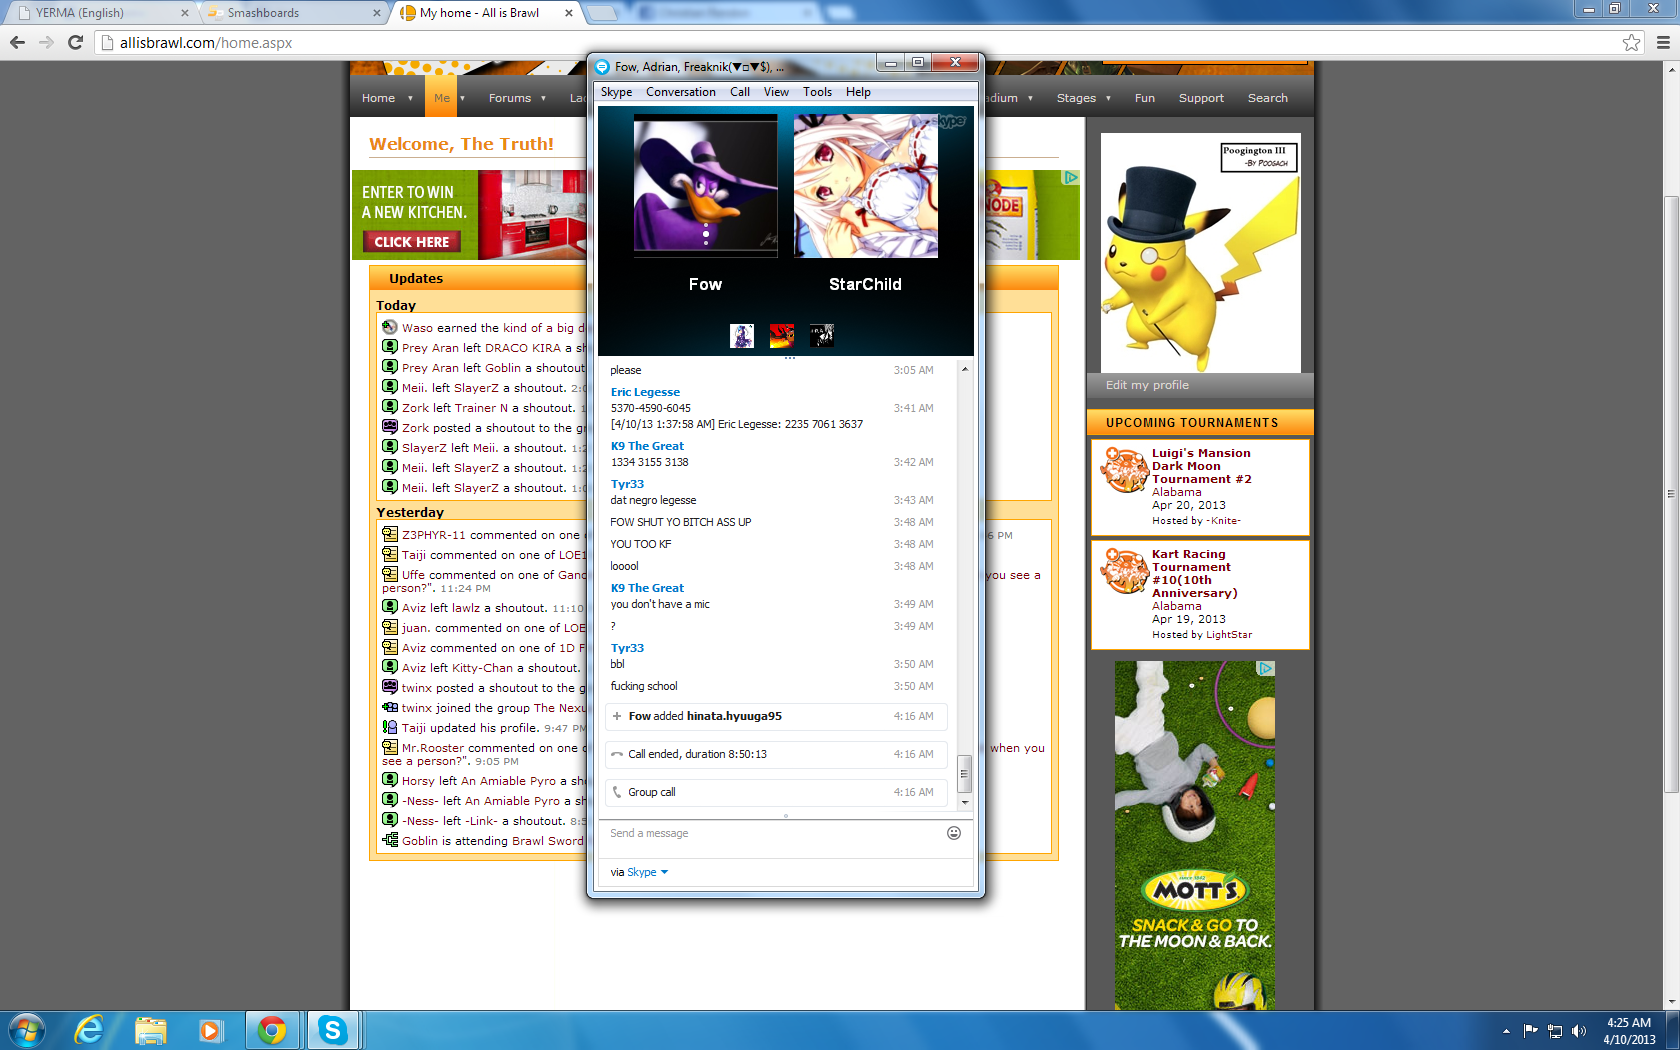 YERMA (English)
Smashboards
My home - All is Brawl
allisbrawl.com/home.aspx
Fow, Adrian, Freaknik(▼□▼$), ...
Skype Conversation Call View Tools Help
Home Me Forums
Stages Fun Support Search
Welcome, The Truth!
ENTER TO WIN
A NEW KITCHEN.
CLICK HERE
Updates
Today
Waso earned the kind of a big d
Prey Aran left DRACO KIRA a sh
Prey Aran left Goblin a shoutout
Meii. left SlayerZ a shoutout. 2:0
Zork left Trainer N a shoutout. 1
Zork posted a shoutout to the gr
SlayerZ left Meii. a shoutout. 1:2
Meii. left SlayerZ a shoutout. 1:2
Meii. left SlayerZ a shoutout. 1:0
Yesterday
Z3PHYR-11 commented on one o
PM
Taiji commented on one of LOE1
Uffe commented on one of Gand
you see a
person?". 11:24 PM
Aviz left lawlz a shoutout. 11:10
juan. commented on one of LOE
Aviz commented on one of 1D F
Aviz left Kitty-Chan a shoutout.
twinx posted a shoutout to the g
twinx joined the group The Nexu
Taiji updated his profile. 9:47 PM
Mr.Rooster commented on one o
when you
see a person?". 9:05 PM
Horsy left An Amiable Pyro a sh
-Ness- left An Amiable Pyro a sh
-Ness- left -Link- a shoutout. 8:5
Goblin is attending Brawl Sword
skype
Fow
StarChild
please 3:05 AM
Eric Legesse
5370-4590-6045 3:41 AM
[4/10/13 1:37:58 AM] Eric Legesse: 2235 7061 3637
K9 The Great
1334 3155 3138 3:42 AM
Tyr33
dat negro legesse 3:43 AM
FOW SHUT YO BITCH ASS UP 3:48 AM
YOU TOO KF 3:48 AM
looool 3:48 AM
K9 The Great
you don't have a mic 3:49 AM
? 3:49 AM
Tyr33
bbl 3:50 AM
fucking school 3:50 AM
Fow added hinata.hyuuga95 4:16 AM
Call ended, duration 8:50:13 4:16 AM
Group call 4:16 AM
Send a message
via Skype
Poogington III
-By Poogach
Edit my profile
UPCOMING TOURNAMENTS
Luigi's Mansion
Dark Moon
Tournament #2
Alabama
Apr 20, 2013
Hosted by -Knite-
Kart Racing
Tournament
#10(10th
Anniversary)
Alabama
Apr 19, 2013
Hosted by LightStar
since 1842
MOTT'S
SNACK & GO TO
THE MOON & BACK.
4:25 AM
4/10/2013